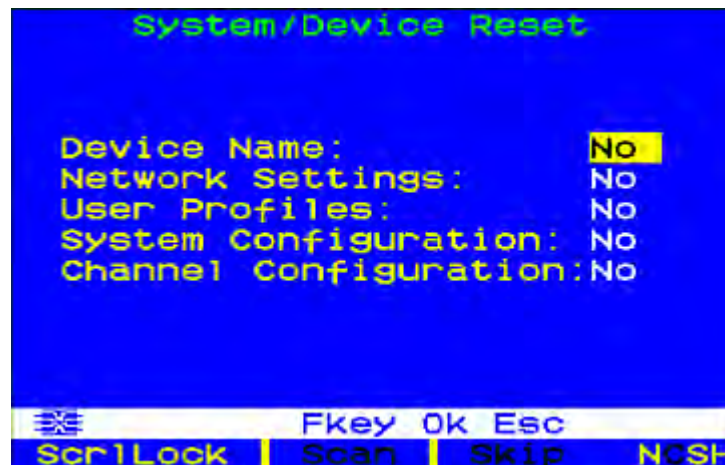 System/Device Reset
Device Name: No
Network Settings: No
User Profiles: No
System Configuration: No
Channel Configuration:No
Fkey Ok Esc
ScrlLock Scan Skip NCSH